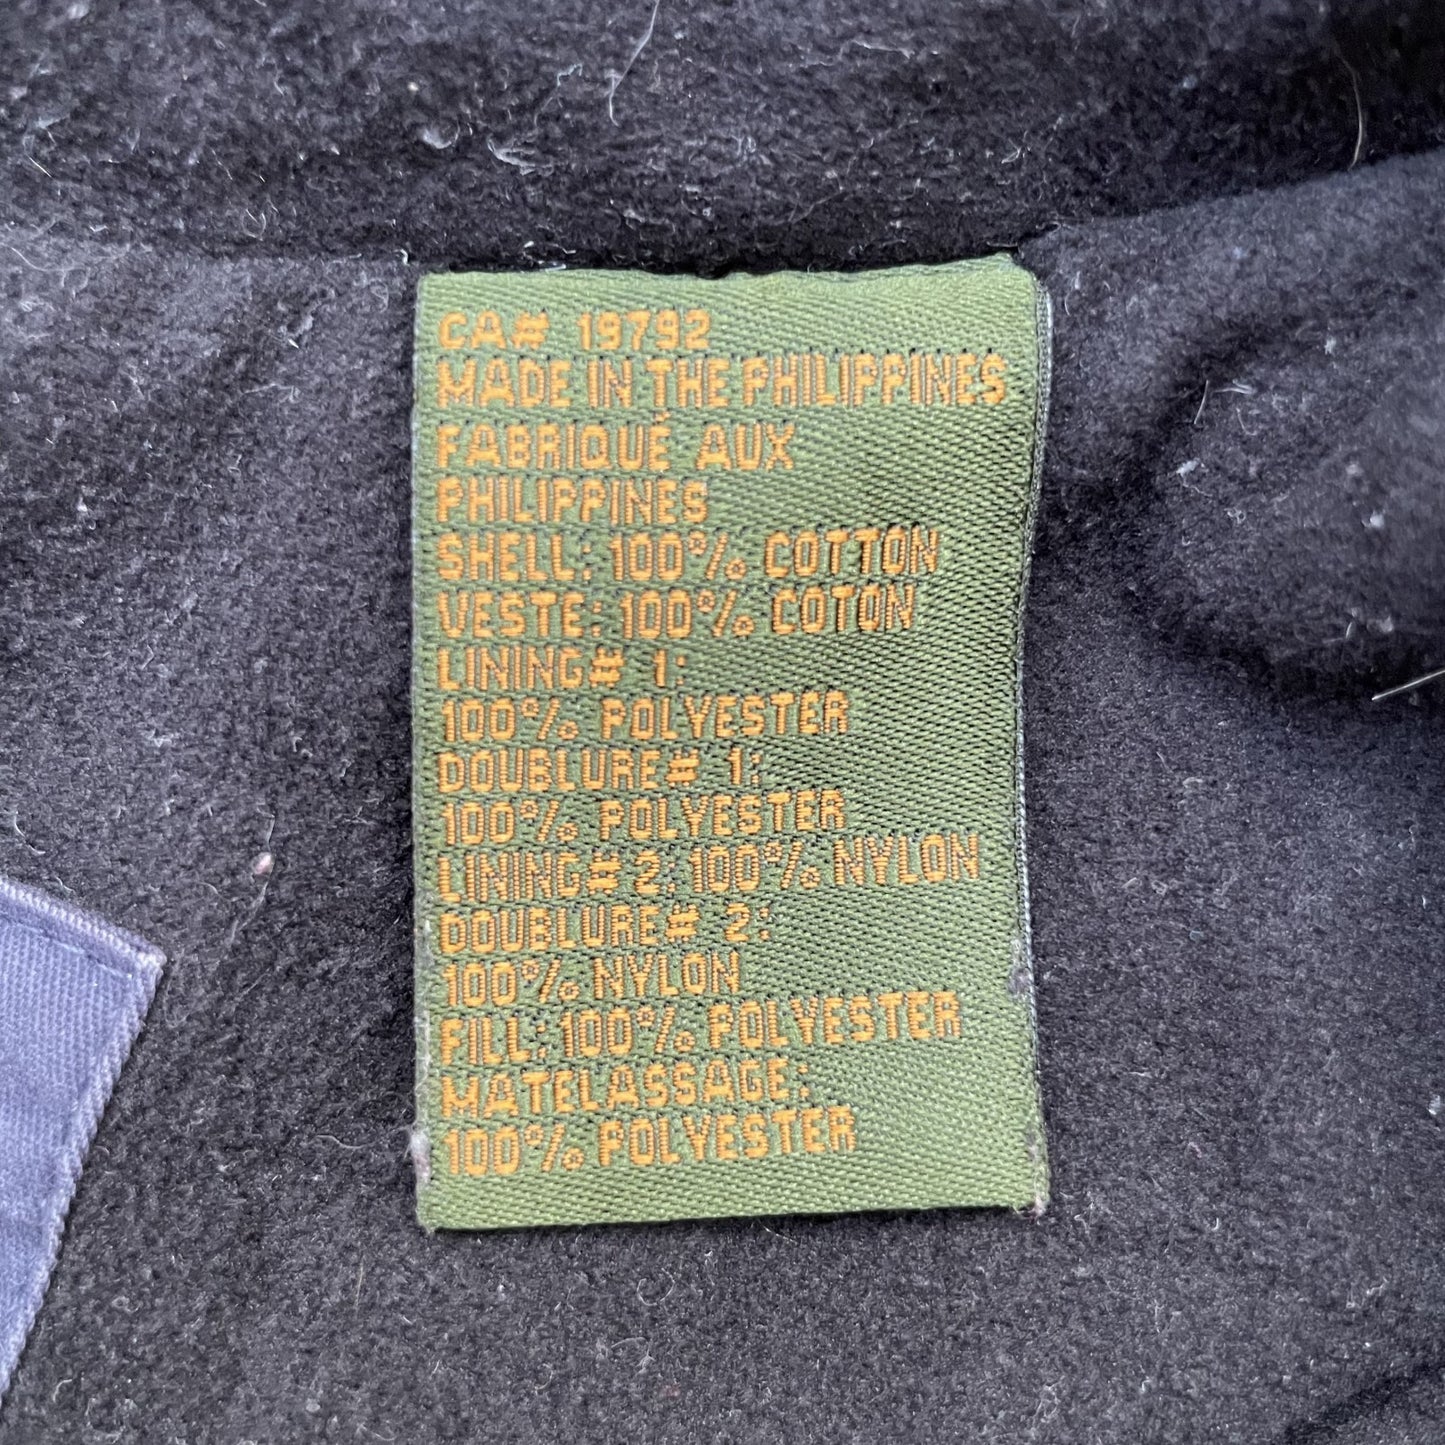 CA# 19792
MADE IN THE PHILIPPINES
FABRIQUÉ AUX
PHILIPPINES
SHELL: 100% COTTON
VESTE: 100% COTON
LINING# 1:
100% POLYESTER
DOUBLURE# 1:
100% POLYESTER
LINING# 2: 100% NYLON
DOUBLURE# 2:
100% NYLON
FILL: 100% POLYESTER
MATELASSAGE:
100% POLYESTER